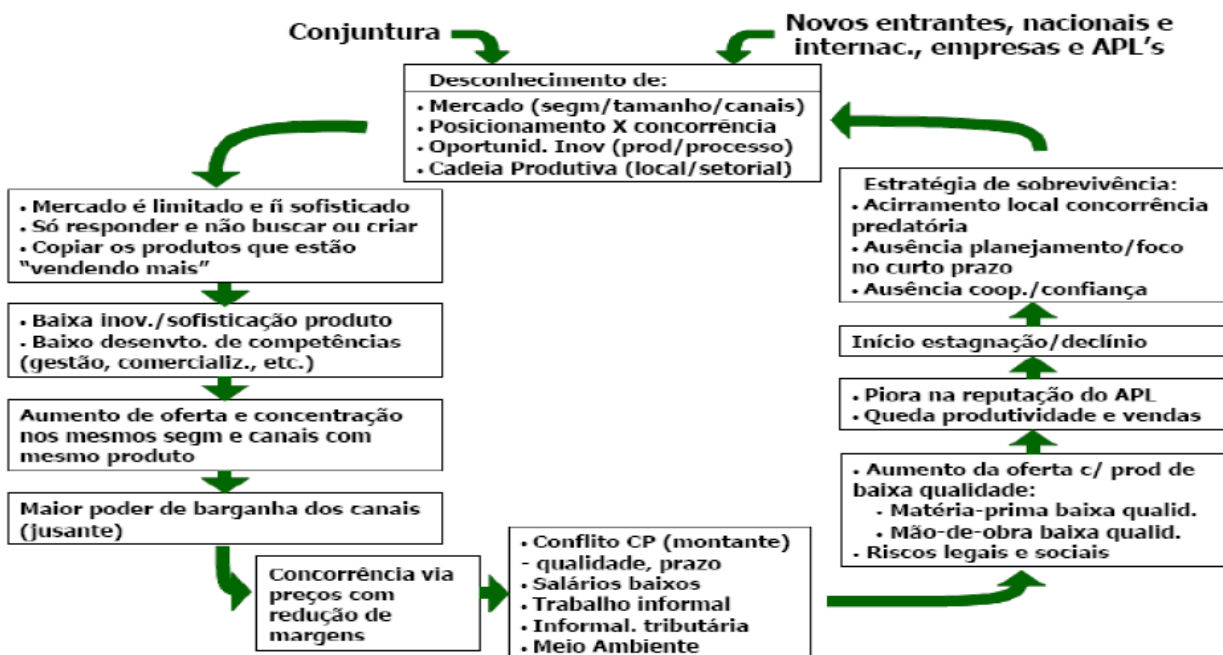 Conjuntura
Novos entrantes, nacionais e
internac., empresas e APL's
Desconhecimento de:
• Mercado (segm/tamanho/canais)
• Posicionamento X concorrência
• Oportunid. Inov (prod/processo)
• Cadeia Produtiva (local/setorial)
• Mercado é limitado e ñ sofisticado
• Só responder e não buscar ou criar
• Copiar os produtos que estão
“vendendo mais”
• Baixa inov./sofisticação produto
• Baixo desenvto. de competências
(gestão, comercializ., etc.)
Aumento de oferta e concentração
nos mesmos segm e canais com
mesmo produto
Maior poder de barganha dos canais
(jusante)
Concorrência via
preços com
redução de
margens
• Conflito CP (montante)
- qualidade, prazo
• Salários baixos
• Trabalho informal
• Informal. tributária
• Meio Ambiente
• Aumento da oferta c/ prod de
baixa qualidade:
• Matéria-prima baixa qualid.
• Mão-de-obra baixa qualid.
• Riscos legais e sociais
• Piora na reputação do APL
• Queda produtividade e vendas
Início estagnação/declínio
Estratégia de sobrevivência:
• Acirramento local concorrência
predatória
• Ausência planejamento/foco
no curto prazo
• Ausência coop./confiança